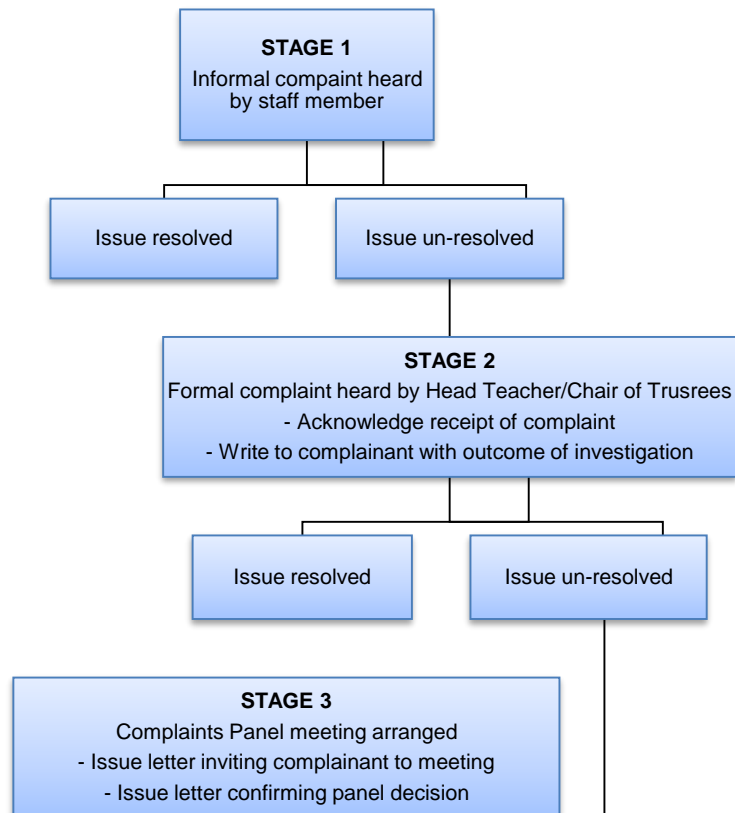 STAGE 1
Informal compaint heard
by staff member
Issue resolved
Issue un-resolved
STAGE 2
Formal complaint heard by Head Teacher/Chair of Trusrees
- Acknowledge receipt of complaint
- Write to complainant with outcome of investigation
Issue resolved
Issue un-resolved
STAGE 3
Complaints Panel meeting arranged
- Issue letter inviting complainant to meeting
- Issue letter confirming panel decision